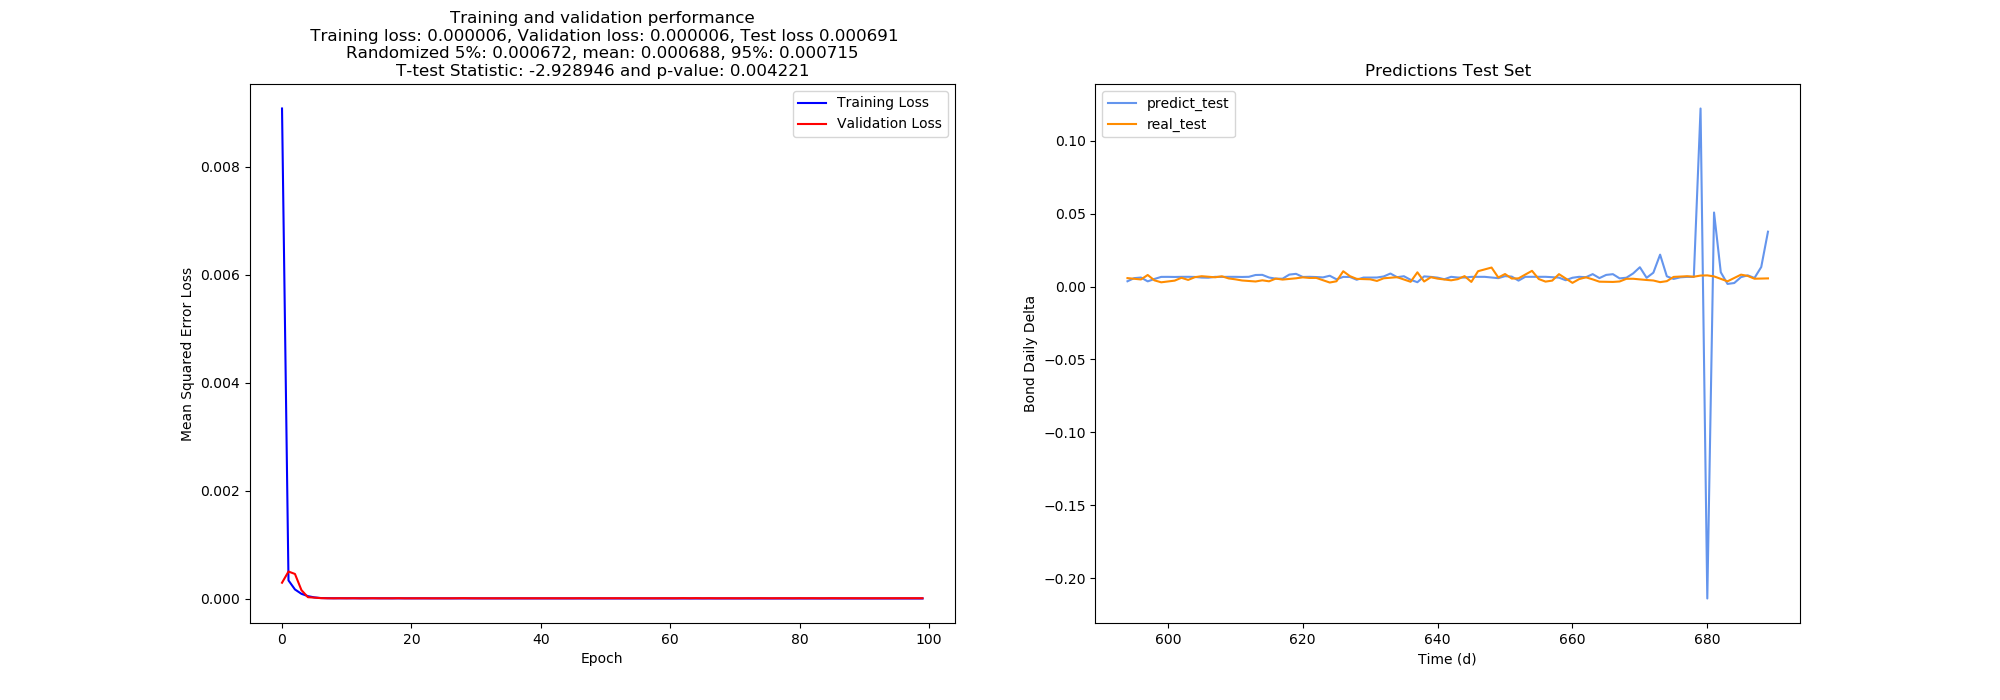 Training and validation performance
Training loss: 0.000006, Validation loss: 0.000006, Test loss 0.000691
Randomized 5%: 0.000672, mean: 0.000688, 95%: 0.000715
T-test Statistic: -2.928946 and p-value: 0.004221
Training Loss
Validation Loss
0.008
0.006
0.004
0.002
0.000
Mean Squared Error Loss
0
20
40
60
80
100
Epoch
Predictions Test Set
predict_test
real_test
0.10
0.05
0.00
−0.05
−0.10
−0.15
−0.20
Bond Daily Delta
600
620
640
660
680
Time (d)